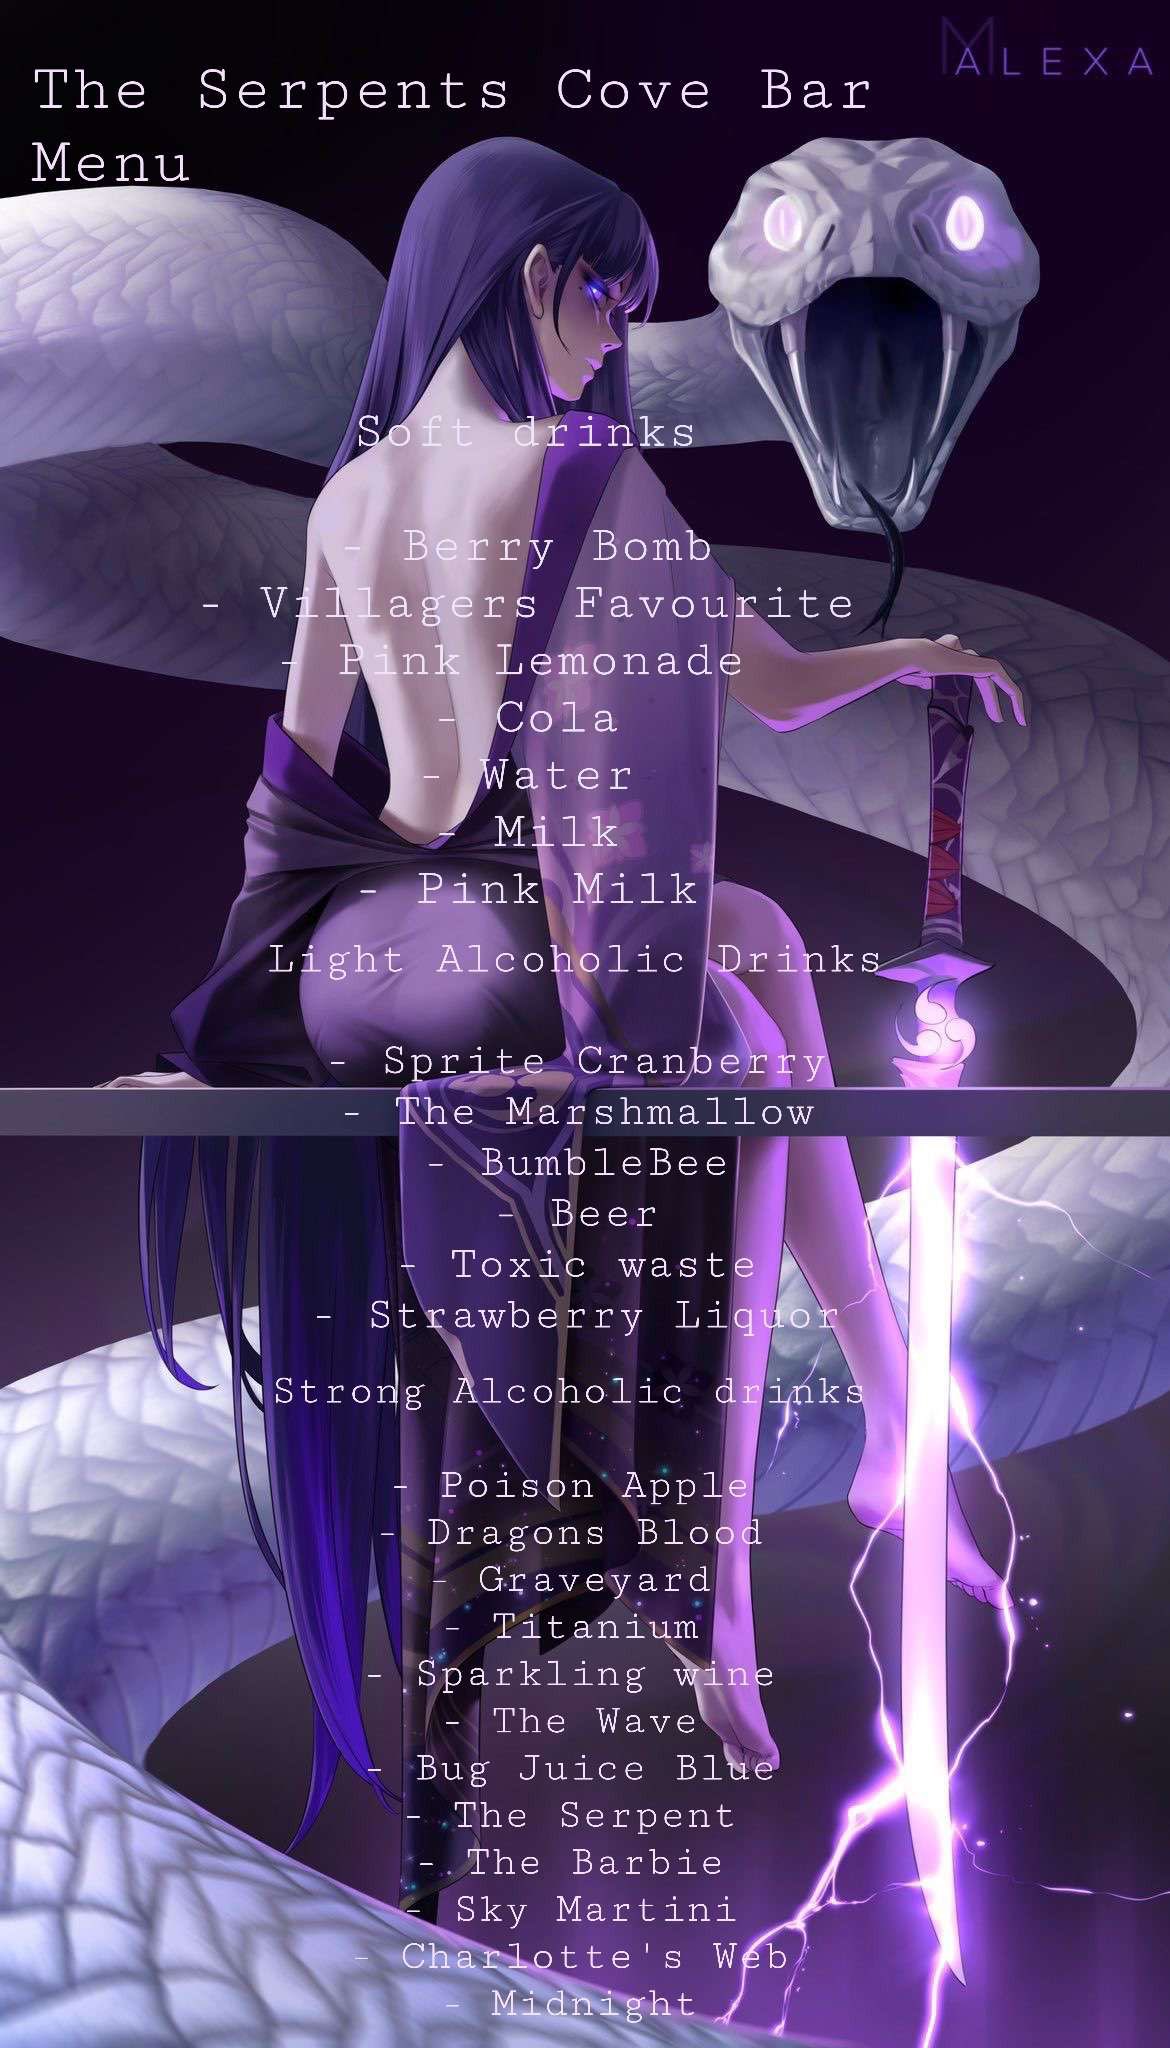 MALEXA
The Serpents Cove Bar
Menu
Soft drinks
- Berry Bomb
- Villagers Favourite
- Pink Lemonade
- Cola
- Water
- Milk
- Pink Milk
Light Alcoholic Drinks
- Sprite Cranberry
- The Marshmallow
- BumbleBee
- Beer
- Toxic waste
- Strawberry Liquor
Strong Alcoholic drinks
- Poison Apple
- Dragons Blood
- Graveyard
- Titanium
- Sparkling wine
- The Wave
- Bug Juice Blue
- The Serpent
- The Barbie
- Sky Martini
- Charlotte's Web
- Midnight